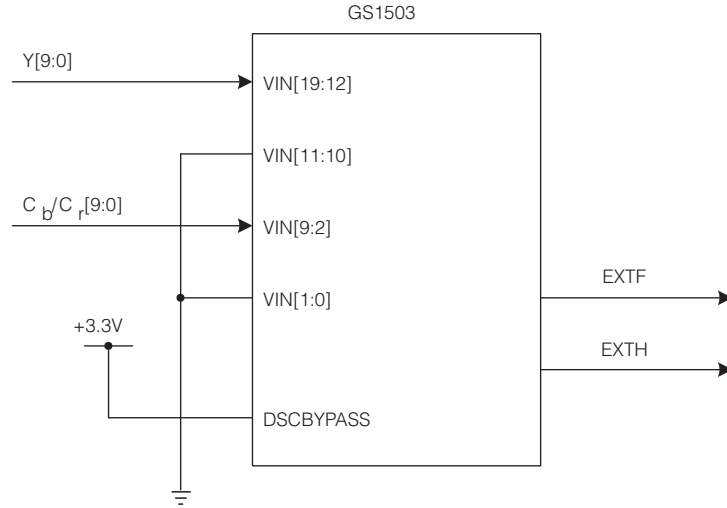 GS1503
Y[9:0]
VIN[19:12]
VIN[11:10]
C b/C r[9:0]
VIN[9:2]
EXTF
VIN[1:0]
+3.3V
EXTH
DSCBYPASS